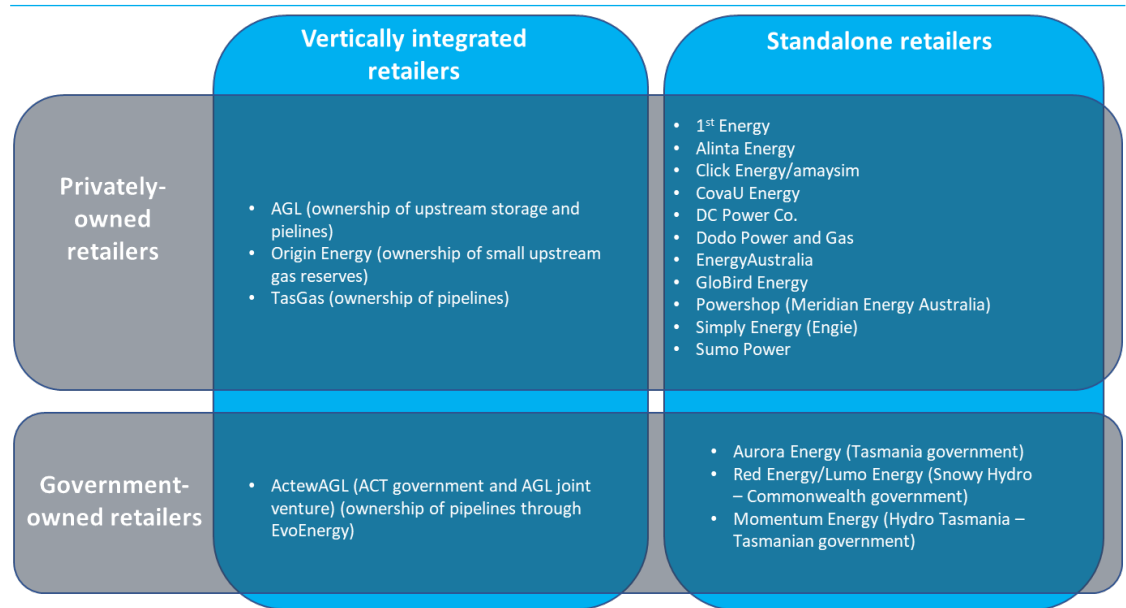 Vertically integrated
retailers
Standalone retailers
Privately-
owned
retailers
• AGL (ownership of upstream storage and
pielines)
• Origin Energy (ownership of small upstream
gas reserves)
• TasGas (ownership of pipelines)
• 1st Energy
• Alinta Energy
• Click Energy/amaysim
• CovaU Energy
• DC Power Co.
• Dodo Power and Gas
• EnergyAustralia
• GloBird Energy
• Powershop (Meridian Energy Australia)
• Simply Energy (Engie)
• Sumo Power
Government-
owned retailers
• ActewAGL (ACT government and AGL joint
venture) (ownership of pipelines through
EvoEnergy)
• Aurora Energy (Tasmania government)
• Red Energy/Lumo Energy (Snowy Hydro
– Commonwealth government)
• Momentum Energy (Hydro Tasmania –
Tasmanian government)